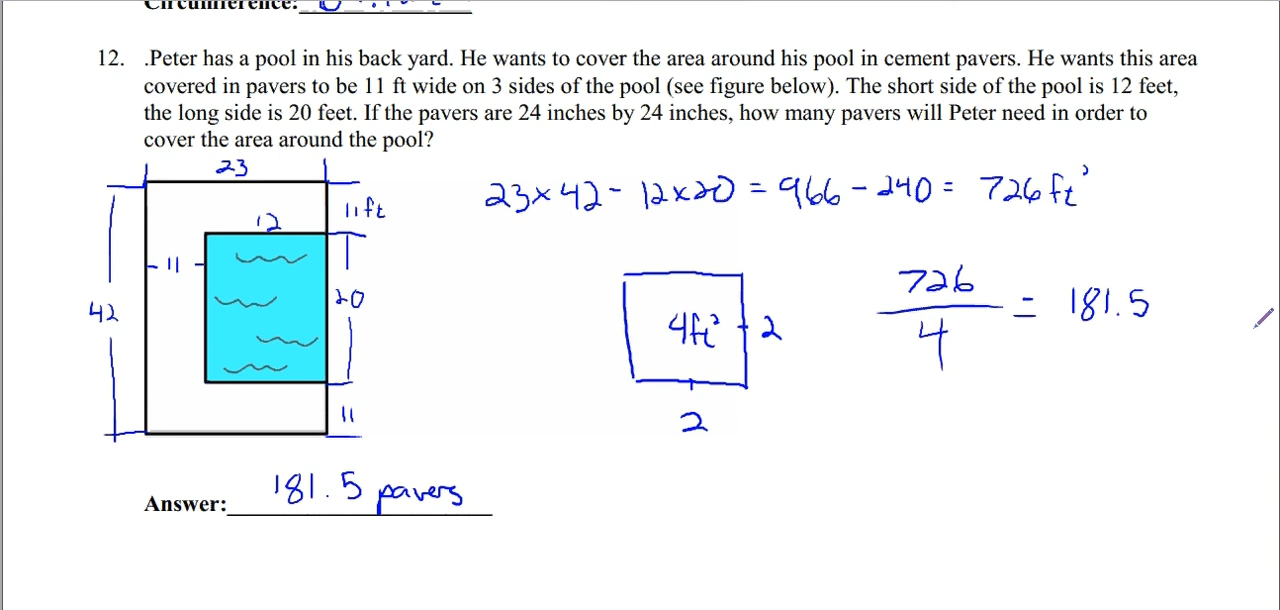 Circumference:
12. .Peter has a pool in his back yard. He wants to cover the area around his pool in cement pavers. He wants this area
covered in pavers to be 11 ft wide on 3 sides of the pool (see figure below). The short side of the pool is 12 feet,
the long side is 20 feet. If the pavers are 24 inches by 24 inches, how many pavers will Peter need in order to
cover the area around the pool?
23
23 x 42 - 12 x 20 = 966 - 240 = 726 ft²
11 ft
12
11
20
42
11
4ft²
2
2
726
4
= 181.5
Answer: 181.5 pavers